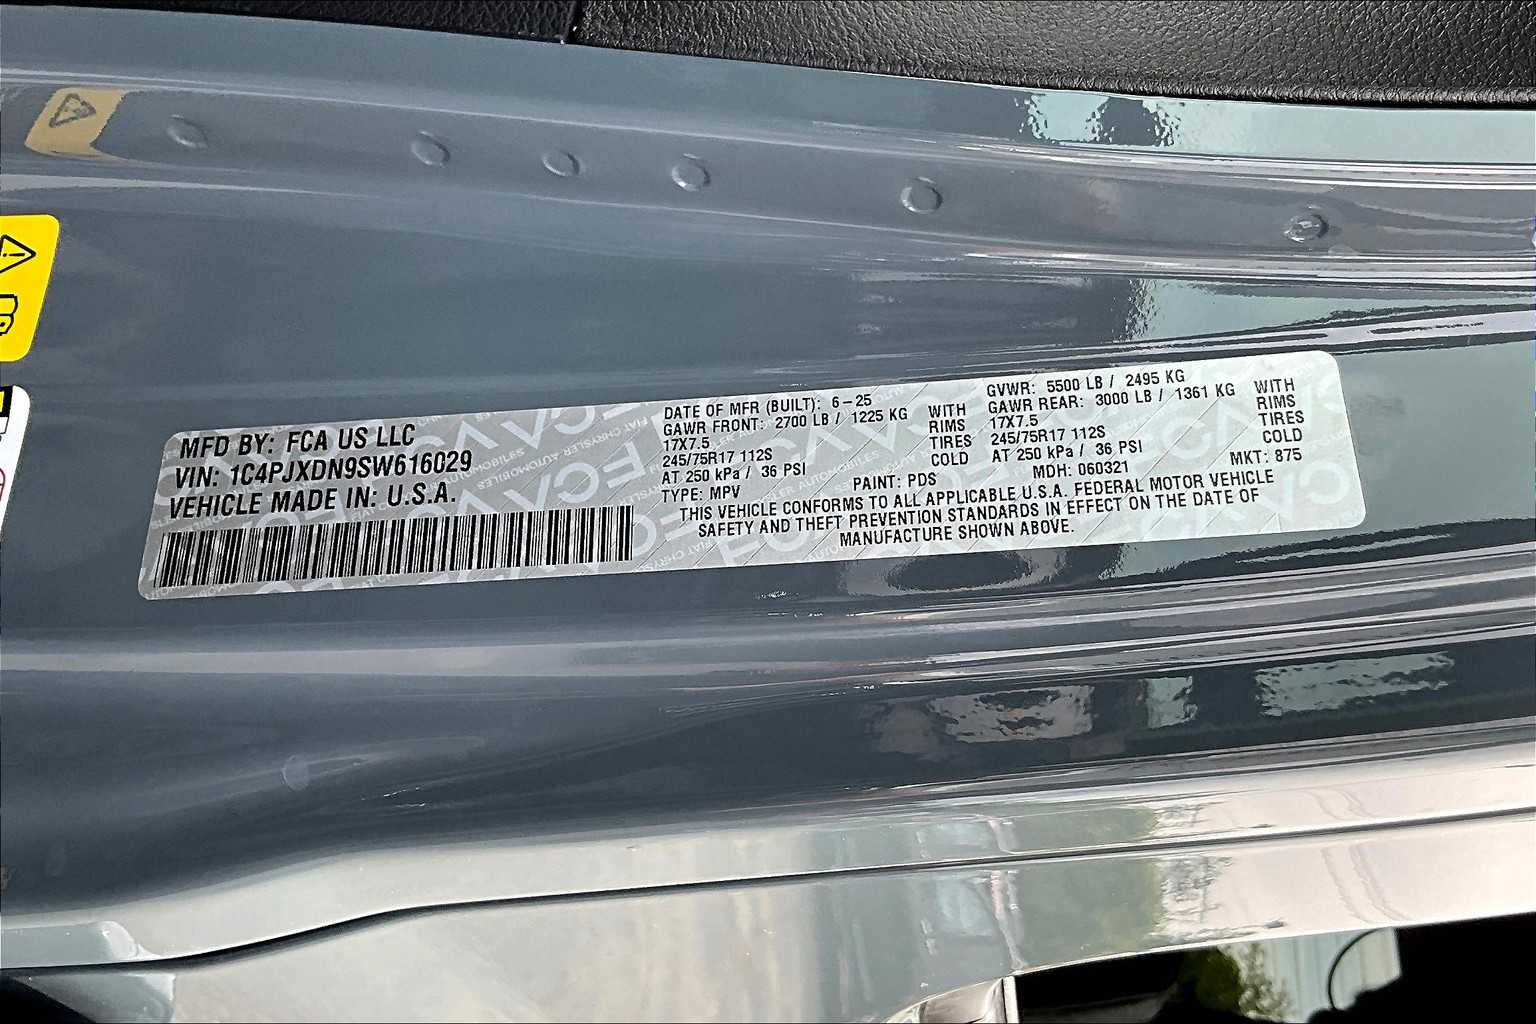 MFD BY: FCA US LLC
VIN: 1C4PJXDN9SW616029
VEHICLE MADE IN: U.S.A.
DATE OF MFR (BUILT): 6-25
GAWR FRONT: 2700 LB / 1225 KG WITH
17X7.5 RIMS
245/75R17 112S TIRES
AT 250 kPa / 36 PSI COLD
TYPE: MPV
GVWR: 5500 LB / 2495 KG
GAWR REAR: 3000 LB / 1361 KG WITH
17X7.5 RIMS
245/75R17 112S TIRES
AT 250 kPa / 36 PSI COLD
PAINT: PDS MDH: 060321 MKT: 875
THIS VEHICLE CONFORMS TO ALL APPLICABLE U.S.A. FEDERAL MOTOR VEHICLE
SAFETY AND THEFT PREVENTION STANDARDS IN EFFECT ON THE DATE OF
MANUFACTURE SHOWN ABOVE.